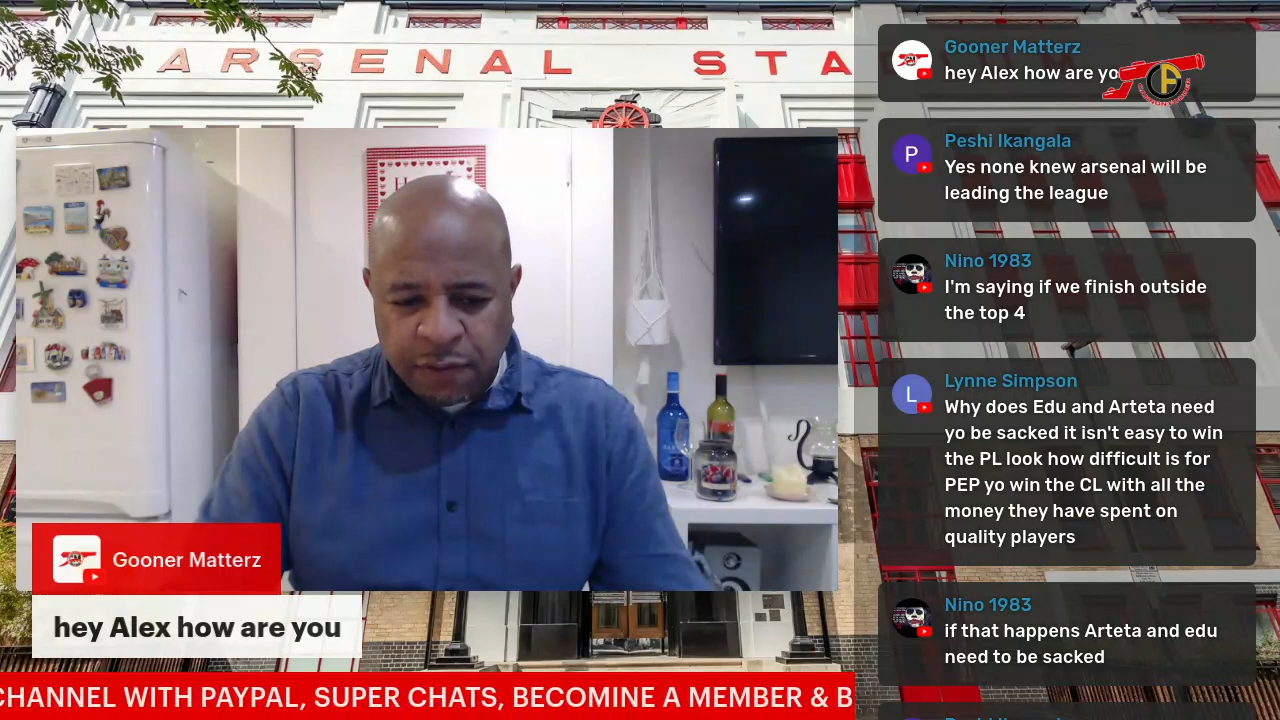 ARSENAL STA
Gooner Matterz
hey Alex how are yo
Peshi Ikangala
P
Yes none knew arsenal will be
leading the league
Nino 1983
I'm saying if we finish outside
the top 4
Lynne Simpson
L
Why does Edu and Arteta need
yo be sacked it isn't easy to win
the PL look how difficult is for
PEP yo win the CL with all the
money they have spent on
quality players
Nino 1983
if that happens arteta and edu
need to be sacked
Gooner Matterz
hey Alex how are you
CHANNEL WITH PAYPAL, SUPER CHATS, BECOMINE A MEMBER & B